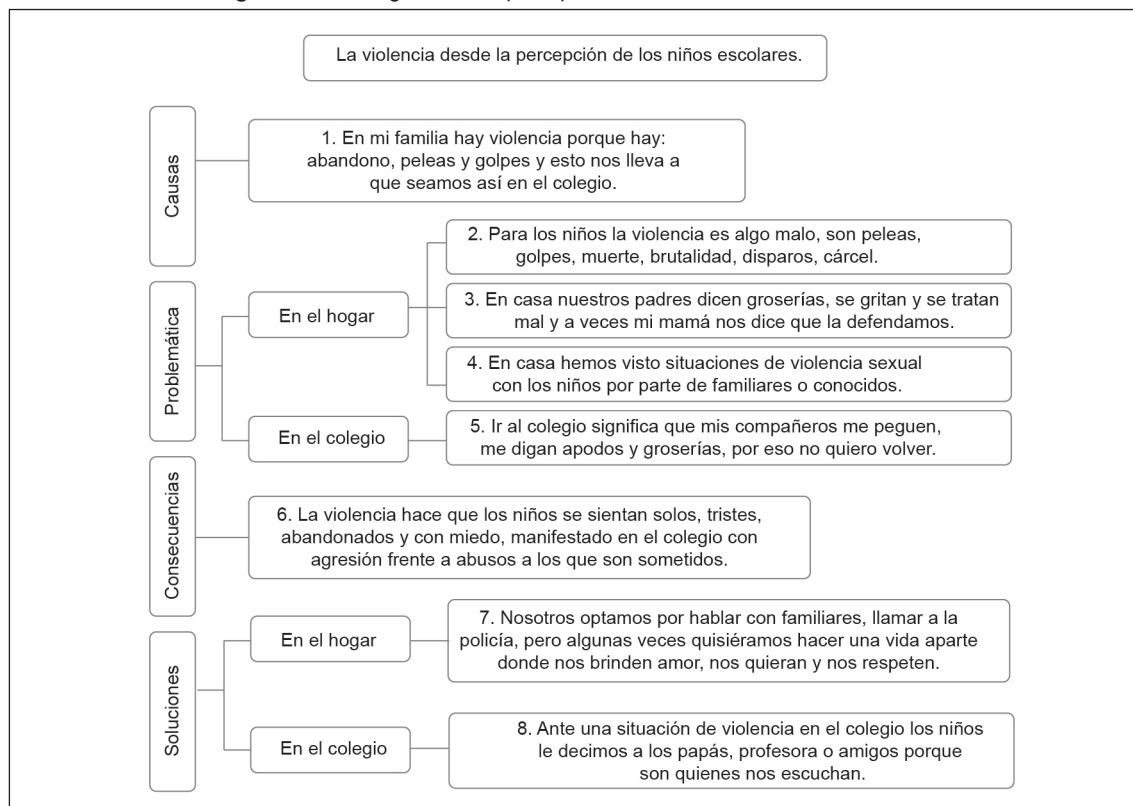 La violencia desde la percepción de los niños escolares.
Causas
1. En mi familia hay violencia porque hay:
abandono, peleas y golpes y esto nos lleva a
que seamos así en el colegio.
Problemática
En el hogar
2. Para los niños la violencia es algo malo, son peleas,
golpes, muerte, brutalidad, disparos, cárcel.
3. En casa nuestros padres dicen groserías, se gritan y se tratan
mal y a veces mi mamá nos dice que la defendamos.
4. En casa hemos visto situaciones de violencia sexual
con los niños por parte de familiares o conocidos.
En el colegio
5. Ir al colegio significa que mis compañeros me peguen,
me digan apodos y groserías, por eso no quiero volver.
Consecuencias
6. La violencia hace que los niños se sientan solos, tristes,
abandonados y con miedo, manifestado en el colegio con
agresión frente a abusos a los que son sometidos.
Soluciones
En el hogar
7. Nosotros optamos por hablar con familiares, llamar a la
policía, pero algunas veces quisiéramos hacer una vida aparte
donde nos brinden amor, nos quieran y nos respeten.
En el colegio
8. Ante una situación de violencia en el colegio los niños
le decimos a los papás, profesora o amigos porque
son quienes nos escuchan.